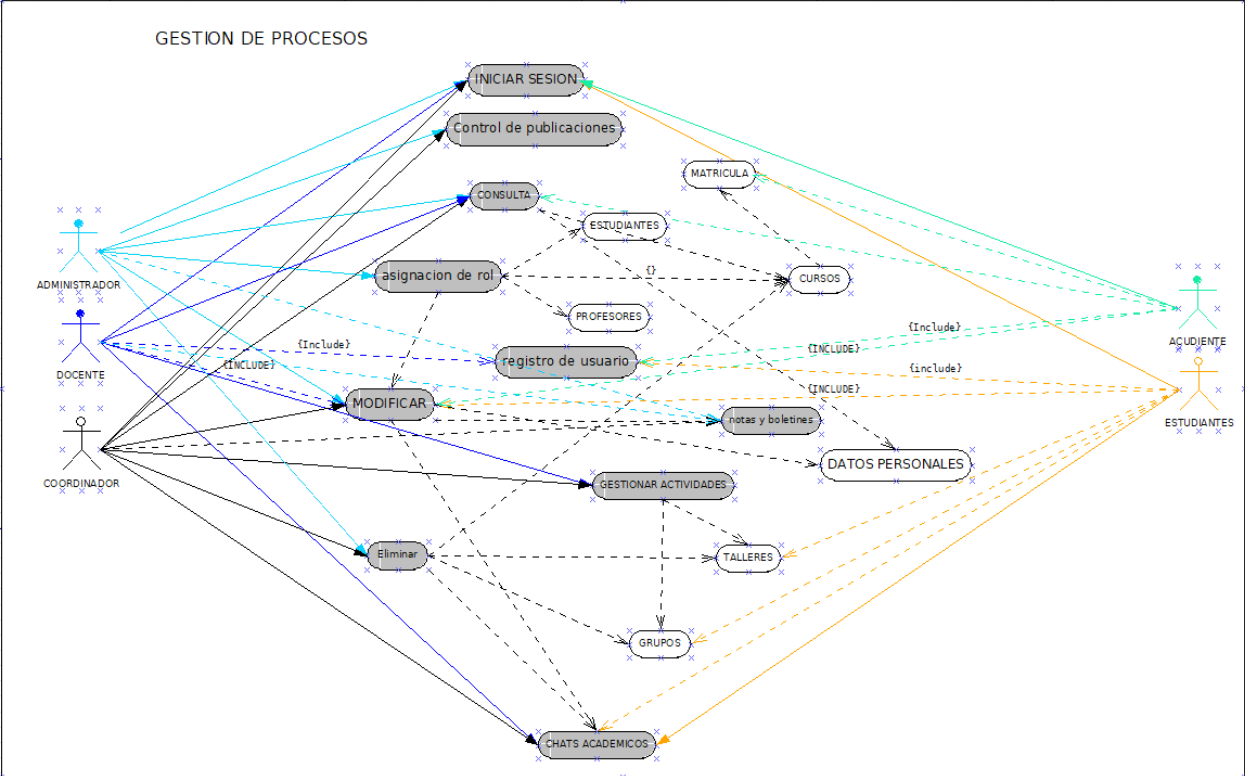 GESTION DE PROCESOS
INICIAR SESION
Control de publicaciones
MATRICULA
CONSULTA
ESTUDIANTES
asignacion de rol
{}
CURSOS
ADMINISTRADOR
PROFESORES
{Include}
{Include}
ACUDIENTE
DOCENTE
registro de usuario
{INCLUDE}
{INCLUDE}
{include}
MODIFICAR
{INCLUDE}
notas y boletines
ESTUDIANTES
DATOS PERSONALES
COORDINADOR
GESTIONAR ACTIVIDADES
Eliminar
TALLERES
GRUPOS
CHATS ACADEMICOS